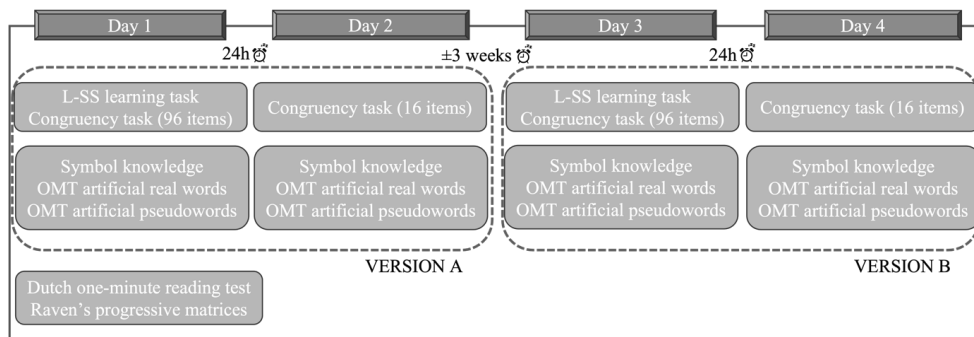 Day 1
Day 2
Day 3
Day 4
24h
±3 weeks
24h
L-SS learning task
Congruency task (96 items)
Congruency task (16 items)
L-SS learning task
Congruency task (96 items)
Congruency task (16 items)
Symbol knowledge
OMT artificial real words
OMT artificial pseudowords
Symbol knowledge
OMT artificial real words
OMT artificial pseudowords
Symbol knowledge
OMT artificial real words
OMT artificial pseudowords
Symbol knowledge
OMT artificial real words
OMT artificial pseudowords
VERSION A
VERSION B
Dutch one-minute reading test
Raven's progressive matrices